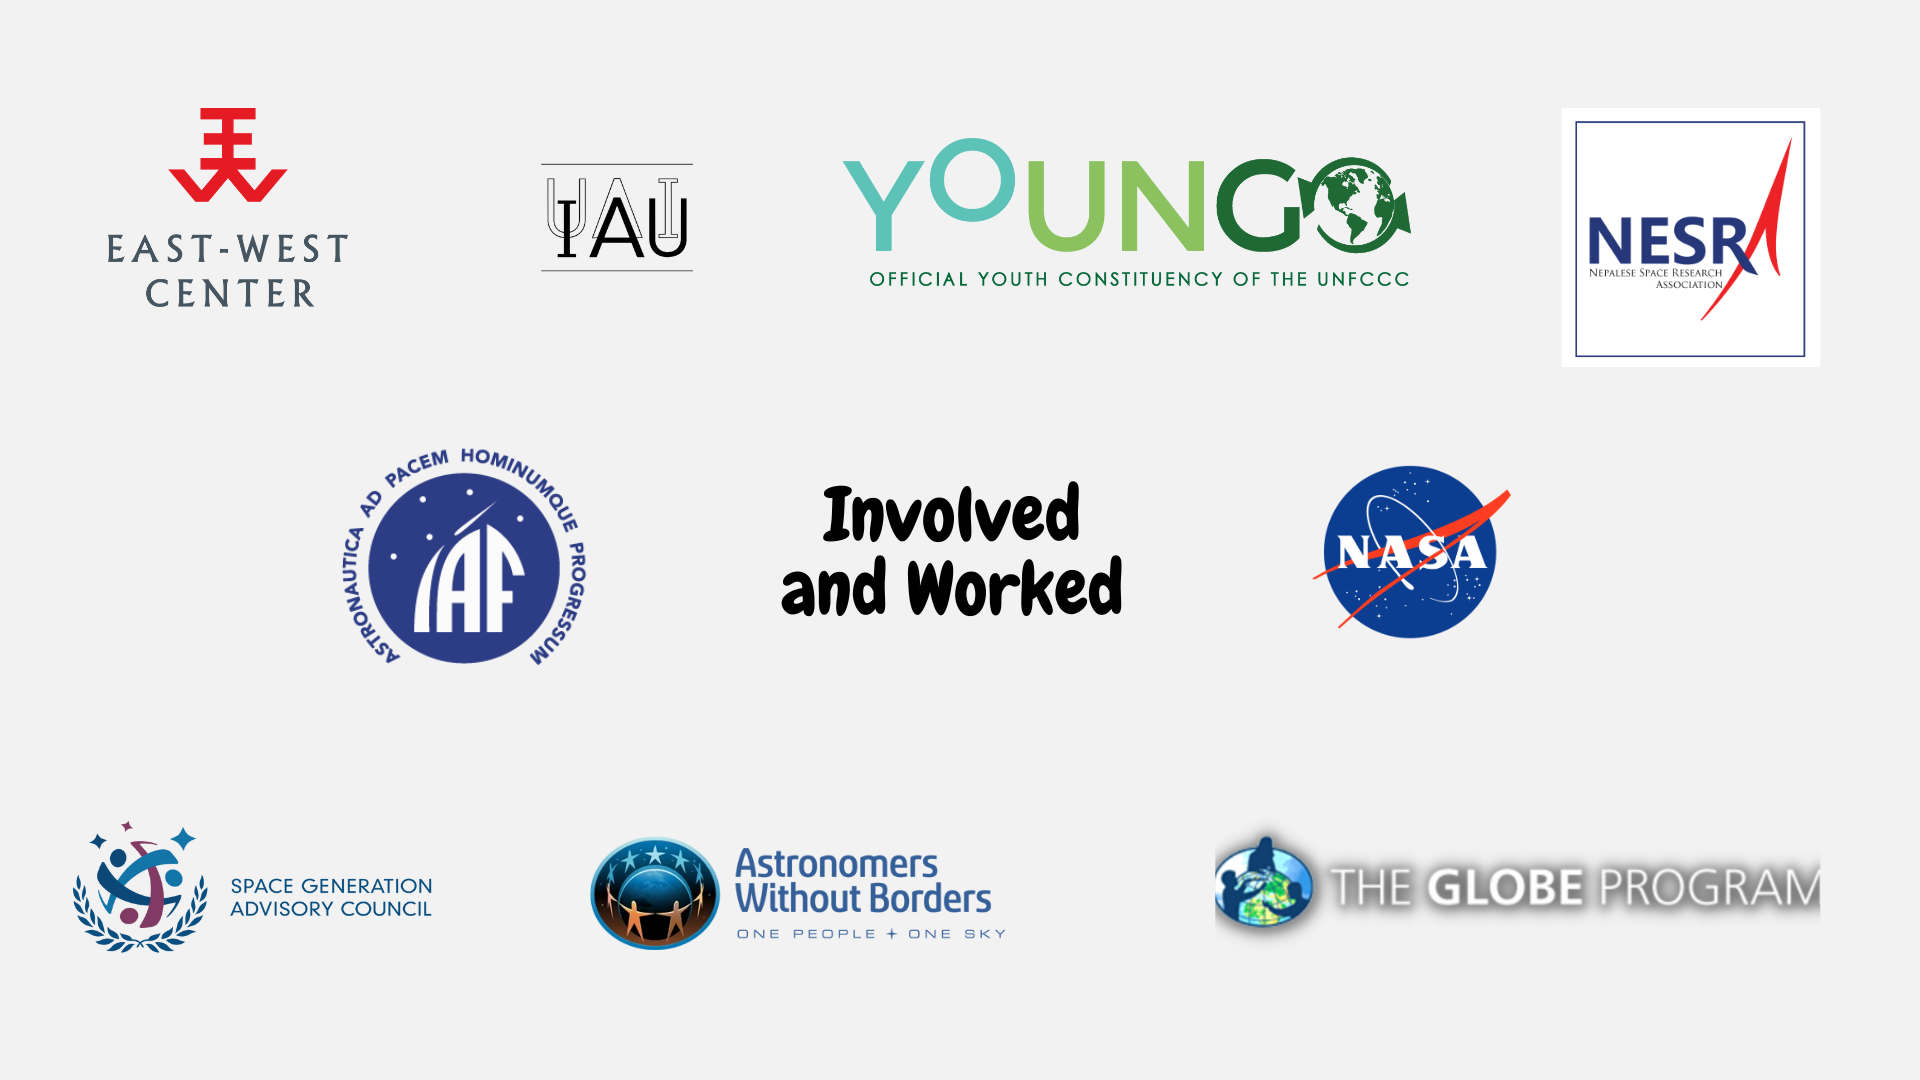 EAST-WEST
CENTER
UAI
IAU
YOUNGO
OFFICIAL YOUTH CONSTITUENCY OF THE UNFCCC
NESRA
NEPALESE SPACE RESEARCH
ASSOCIATION
ASTRONAUTICA AD PACEM HOMINUMQUE PROGRESSUM
IAF
Involved
and Worked
NASA
SPACE GENERATION
ADVISORY COUNCIL
Astronomers
Without Borders
ONE PEOPLE + ONE SKY
THE GLOBE PROGRAM